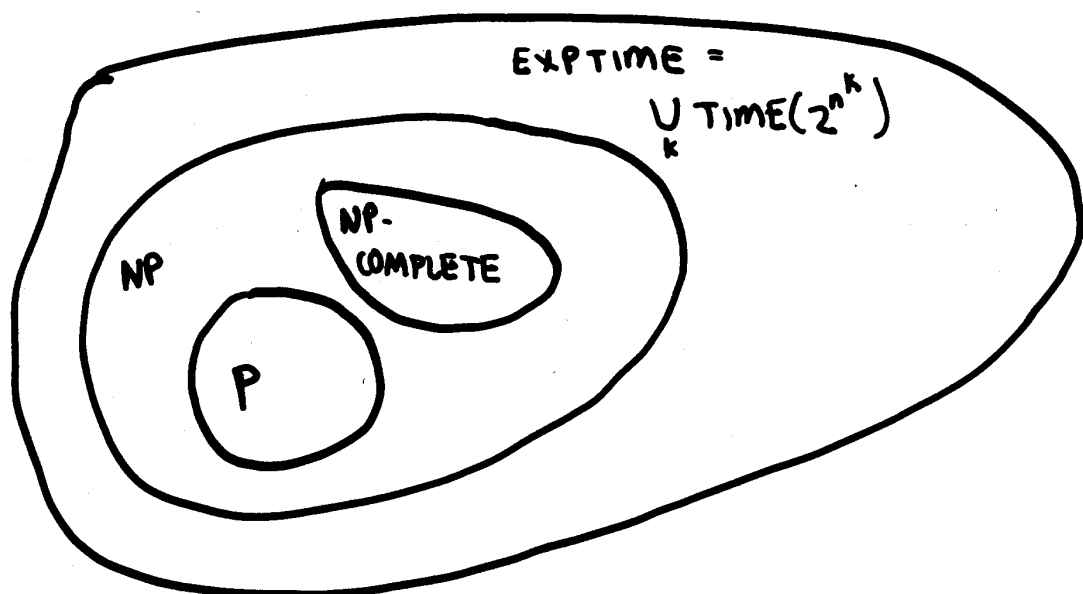 EXPTIME =
⋃ₖ TIME(2^n^k)
NP-
COMPLETE
NP
P